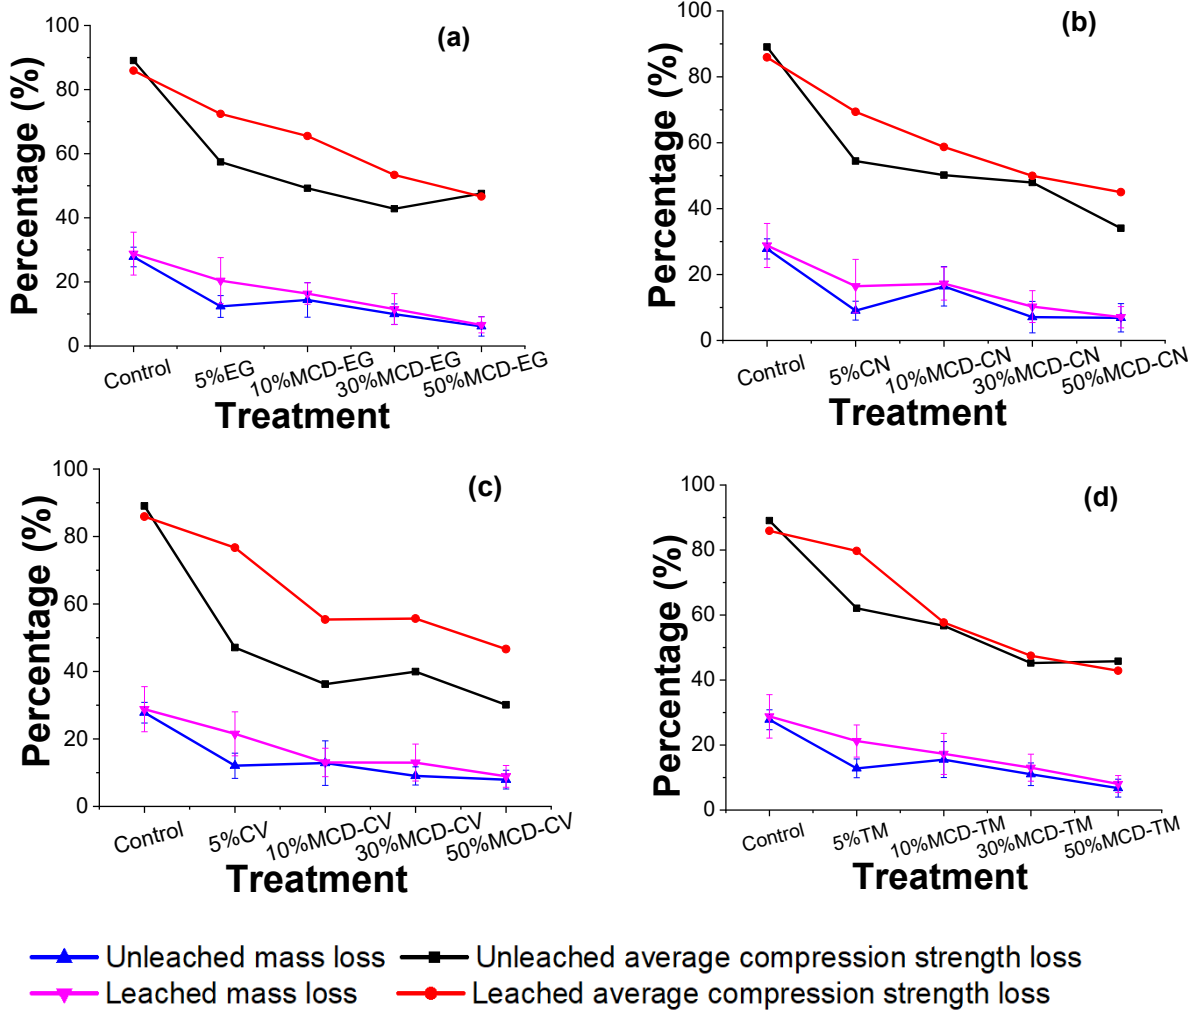 (a)
Percentage (%)
100
80
60
40
20
0
Control
5%EG
10%MCD-EG
30%MCD-EG
50%MCD-EG
Treatment
(b)
Percentage (%)
100
80
60
40
20
0
Control
5%CN
10%MCD-CN
30%MCD-CN
50%MCD-CN
Treatment
(c)
Percentage (%)
100
80
60
40
20
0
Control
5%CV
10%MCD-CV
30%MCD-CV
50%MCD-CV
Treatment
(d)
Percentage (%)
100
80
60
40
20
0
Control
5%TM
10%MCD-TM
30%MCD-TM
50%MCD-TM
Treatment
Unleached mass loss
Unleached average compression strength loss
Leached mass loss
Leached average compression strength loss